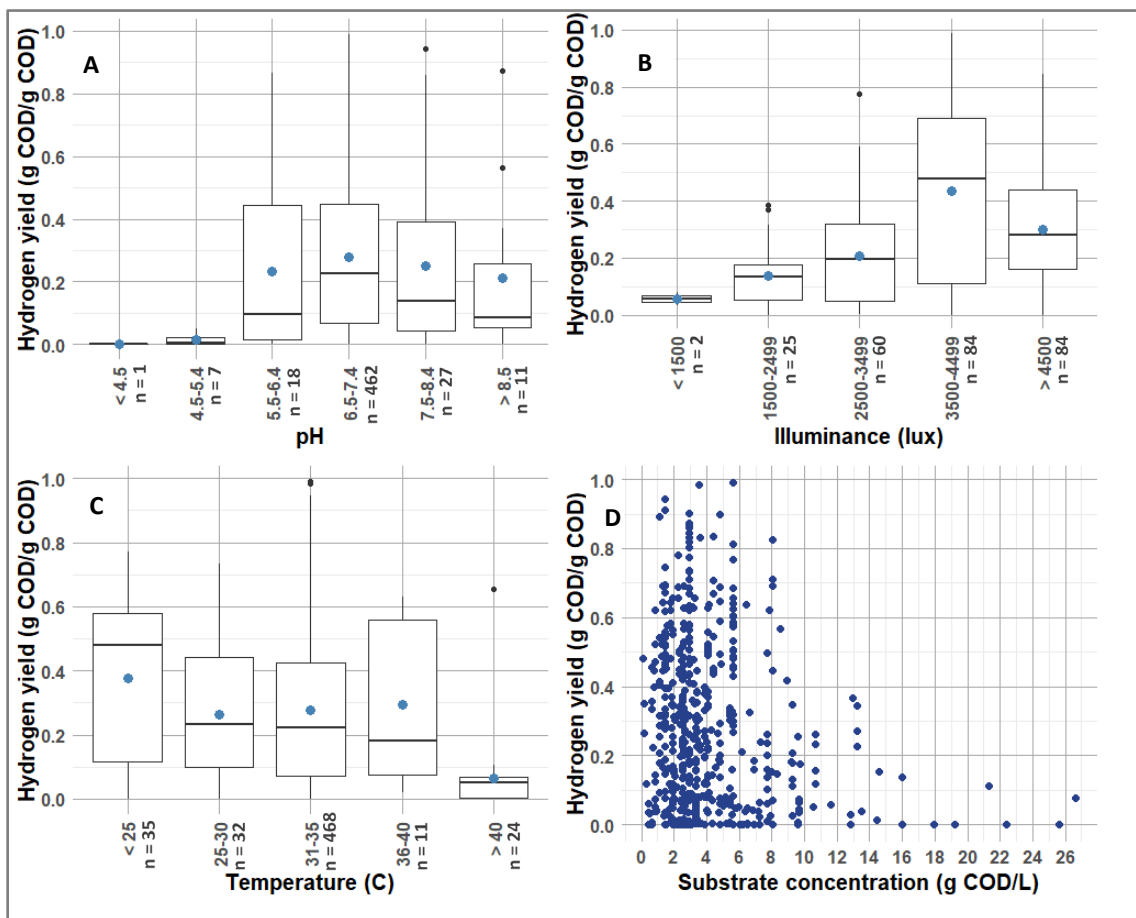 A
Hydrogen yield (g COD/g COD)
1.0
0.8
0.6
0.4
0.2
0.0
< 4.5
n = 1
4.5-5.4
n = 7
5.5-6.4
n = 18
6.5-7.4
n = 462
7.5-8.4
n = 27
> 8.5
n = 11
pH
B
Hydrogen yield (g COD/g COD)
1.0
0.8
0.6
0.4
0.2
0.0
< 1500
n = 2
1500-2499
n = 25
2500-3499
n = 60
3500-4499
n = 84
> 4500
n = 84
Illuminance (lux)
C
Hydrogen yield (g COD/g COD)
1.0
0.8
0.6
0.4
0.2
0.0
< 25
n = 35
25-30
n = 32
31-35
n = 468
36-40
n = 11
> 40
n = 24
Temperature (C)
D
Hydrogen yield (g COD/g COD)
1.0
0.8
0.6
0.4
0.2
0.0
0 2 4 6 8 10 12 14 16 18 20 22 24 26
Substrate concentration (g COD/L)